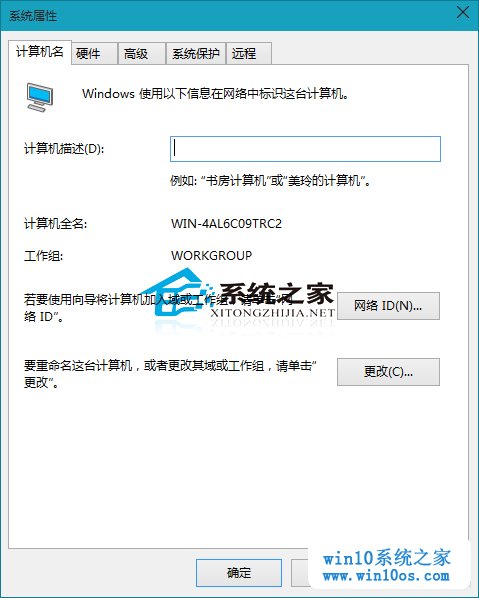 系统属性
计算机名 硬件 高级 系统保护 远程
Windows 使用以下信息在网络中标识这台计算机。
计算机描述(D):
例如: “书房计算机”或“美玲的计算机”。
计算机全名: WIN-4AL6C09TRC2
工作组: WORKGROUP
若要使用向导将计算机加入域或工作组，请单击“网
络 ID”。
网络 ID(N)...
系统之家
XITONGZHIJIA.NET
要重命名这台计算机，或者更改其域或工作组，请单击“
更改”。
更改(C)...
确定
win10系统之家
www.win10os.com